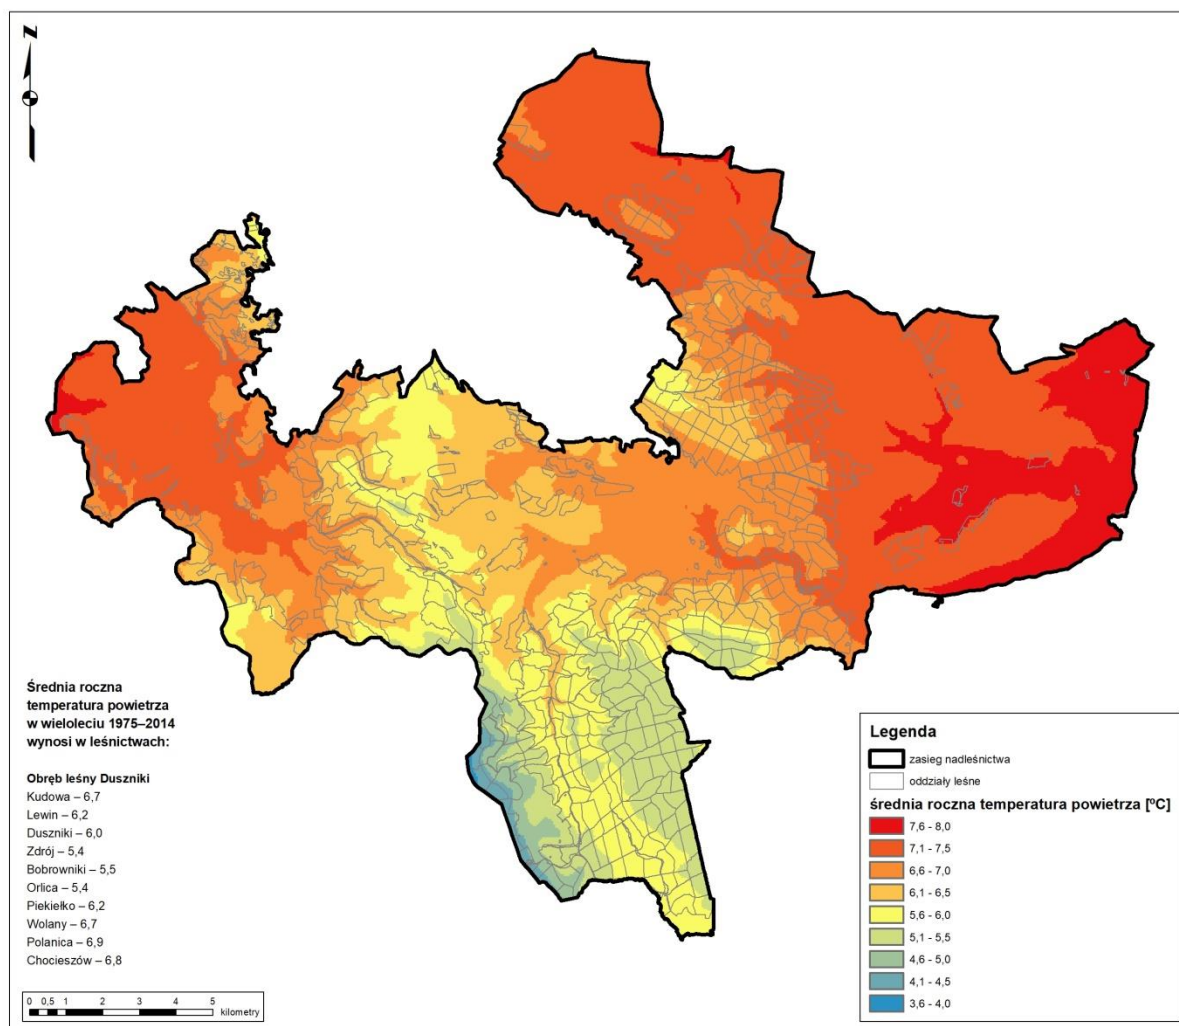 N
Średnia roczna
temperatura powietrza
w wieloleciu 1975–2014
wynosi w leśnictwach:
Obręb leśny Duszniki
Kudowa – 6,7
Lewin – 6,2
Duszniki – 6,0
Zdrój – 5,4
Bobrowniki – 5,5
Orlica – 5,4
Piekiełko – 6,2
Wolany – 6,7
Polanica – 6,9
Chocieszów – 6,8
0 0,5 1 2 3 4 5
kilometry
Legenda
zasięg nadleśnictwa
oddziały leśne
średnia roczna temperatura powietrza [ºC]
7,6 - 8,0
7,1 - 7,5
6,6 - 7,0
6,1 - 6,5
5,6 - 6,0
5,1 - 5,5
4,6 - 5,0
4,1 - 4,5
3,6 - 4,0